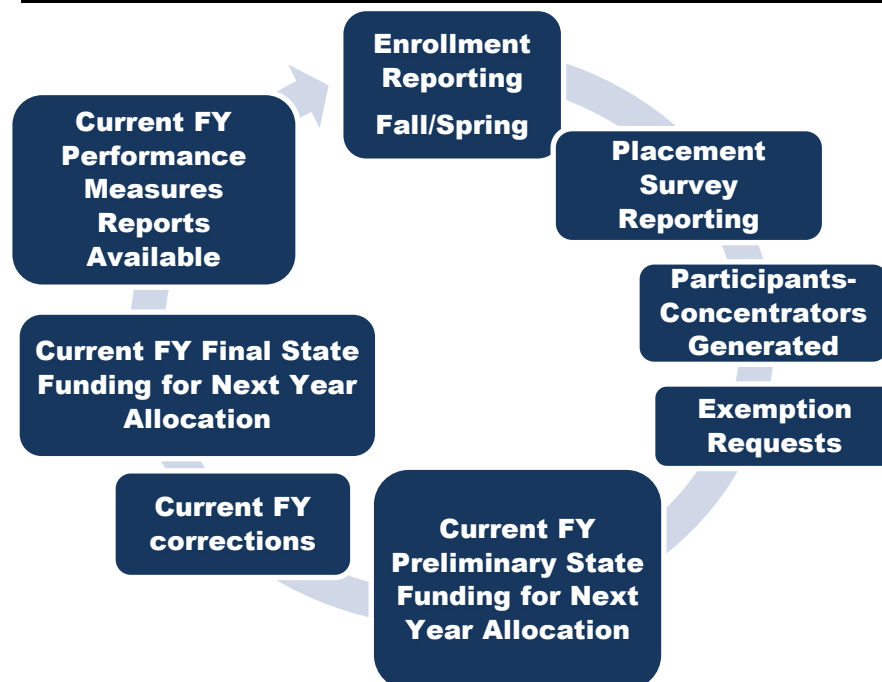 Enrollment
Reporting
Fall/Spring
Placement
Survey
Reporting
Participants-
Concentrators
Generated
Exemption
Requests
Current FY
Preliminary State
Funding for Next
Year Allocation
Current FY
corrections
Current FY Final State
Funding for Next Year
Allocation
Current FY
Performance
Measures
Reports
Available